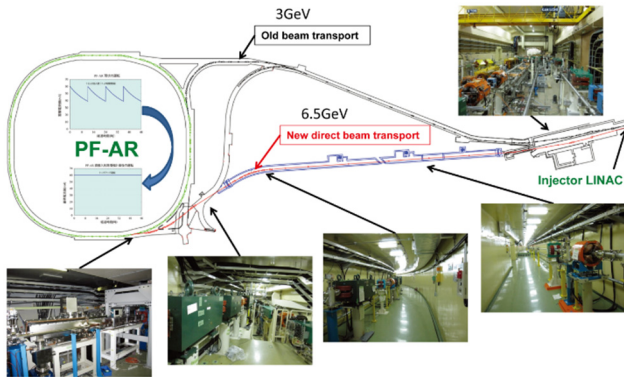 3GeV
Old beam transport
6.5GeV
New direct beam transport
PF-AR
Injector LINAC